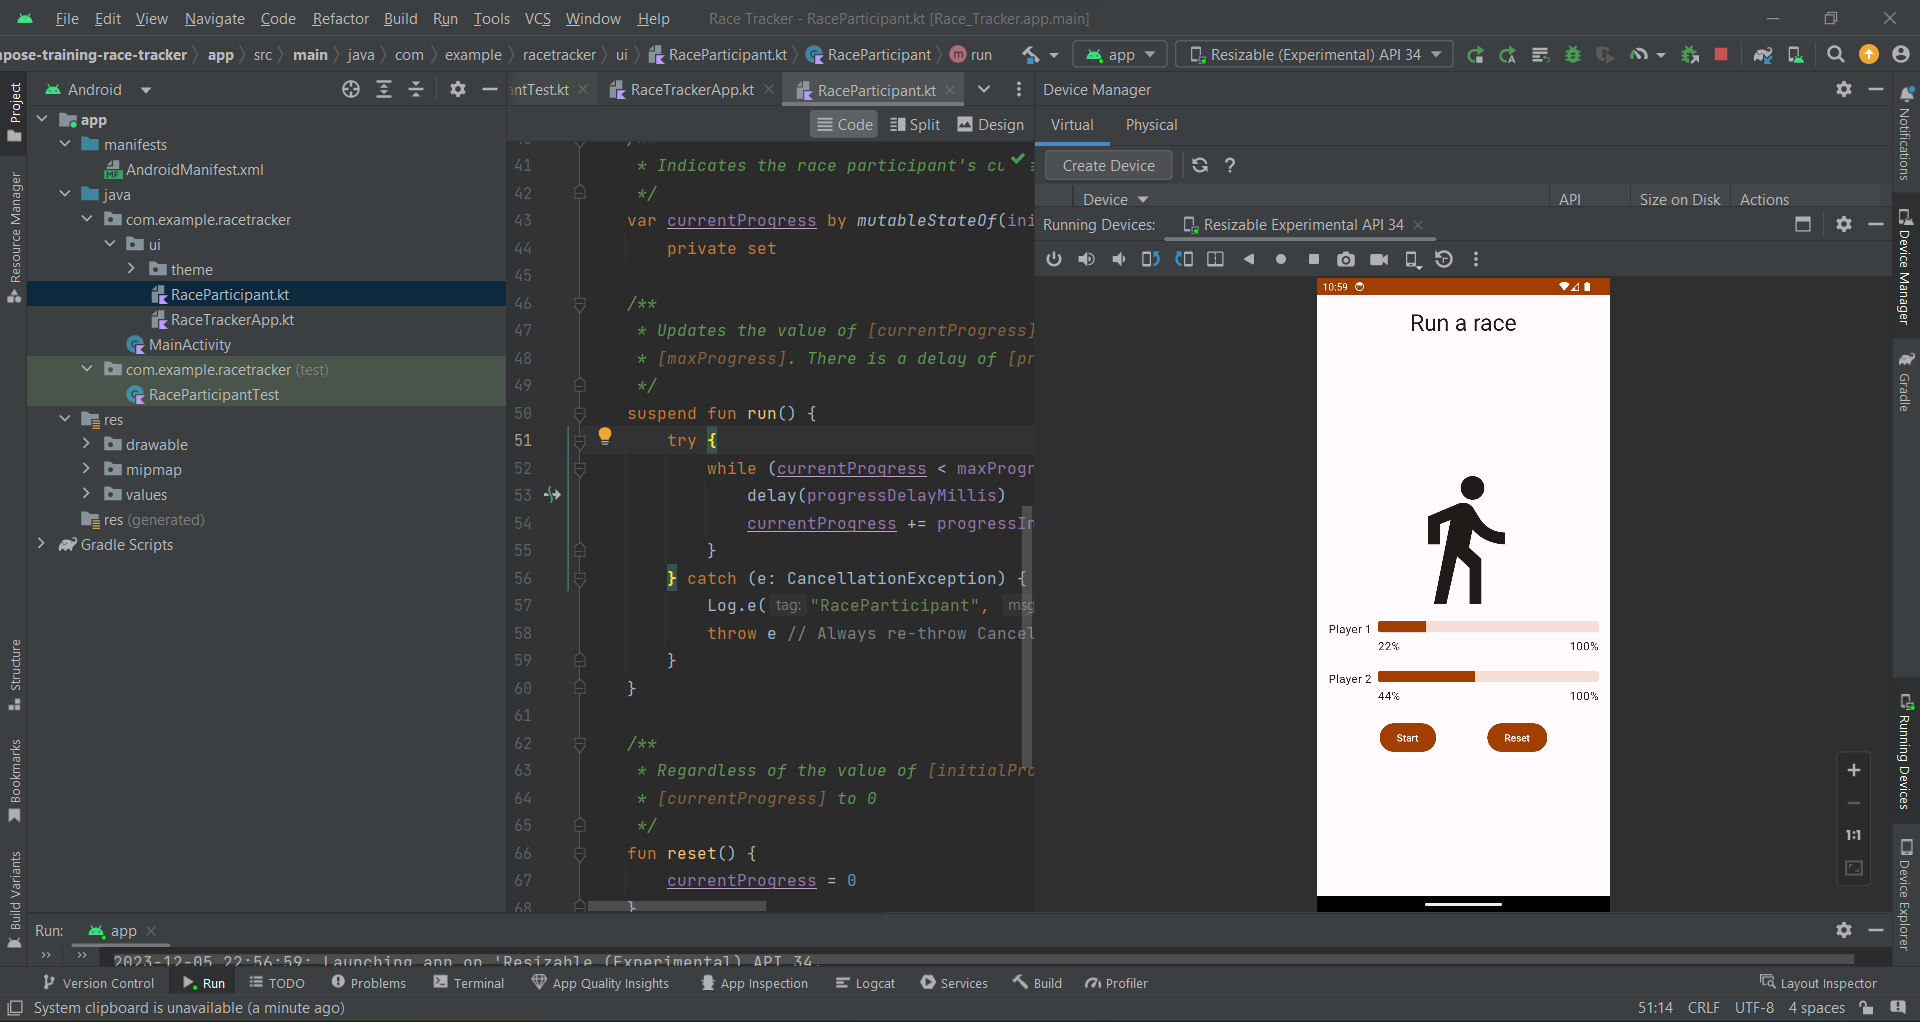 File Edit View Navigate Code Refactor Build Run Tools VCS Window Help Race Tracker - RaceParticipant.kt [Race_Tracker.app.main]
pose-training-race-tracker app src main java com example racetracker ui RaceParticipant.kt RaceParticipant run app Resizable (Experimental) API 34
Project
Resource Manager
Structure
Bookmarks
Build Variants
Android
app
manifests
AndroidManifest.xml
java
com.example.racetracker
ui
theme
RaceParticipant.kt
RaceTrackerApp.kt
MainActivity
com.example.racetracker (test)
RaceParticipantTest
res
drawable
mipmap
values
res (generated)
Gradle Scripts
antTest.kt RaceTrackerApp.kt RaceParticipant.kt
Code Split Design
41 * Indicates the race participant's cu
42 */
43 var currentProgress by mutableStateOf(ini
44 private set
45
46 /**
47 * Updates the value of [currentProgress]
48 * [maxProgress]. There is a delay of [pr
49 */
50 suspend fun run() {
51 try {
52 while (currentProgress < maxProgr
53 delay(progressDelayMillis)
54 currentProgress += progressIn
55 }
56 } catch (e: CancellationException) {
57 Log.e( tag: "RaceParticipant", msg
58 throw e // Always re-throw Cancel
59 }
60 }
61
62 /**
63 * Regardless of the value of [initialPro
64 * [currentProgress] to 0
65 */
66 fun reset() {
67 currentProgress = 0
68 }
Device Manager
Virtual Physical
Create Device ?
Device API Size on Disk Actions
Running Devices: Resizable Experimental API 34
10:59
Run a race
Player 1
22% 100%
Player 2
44% 100%
Start Reset
1:1
Notifications
Device Manager
Gradle
Running Devices
Device Explorer
Run: app
2023-12-05 22:56:59: Launching app on 'Resizable (Experimental) API 34.
Version Control Run TODO Problems Terminal App Quality Insights App Inspection Logcat Services Build Profiler Layout Inspector
System clipboard is unavailable (a minute ago) 51:14 CRLF UTF-8 4 spaces